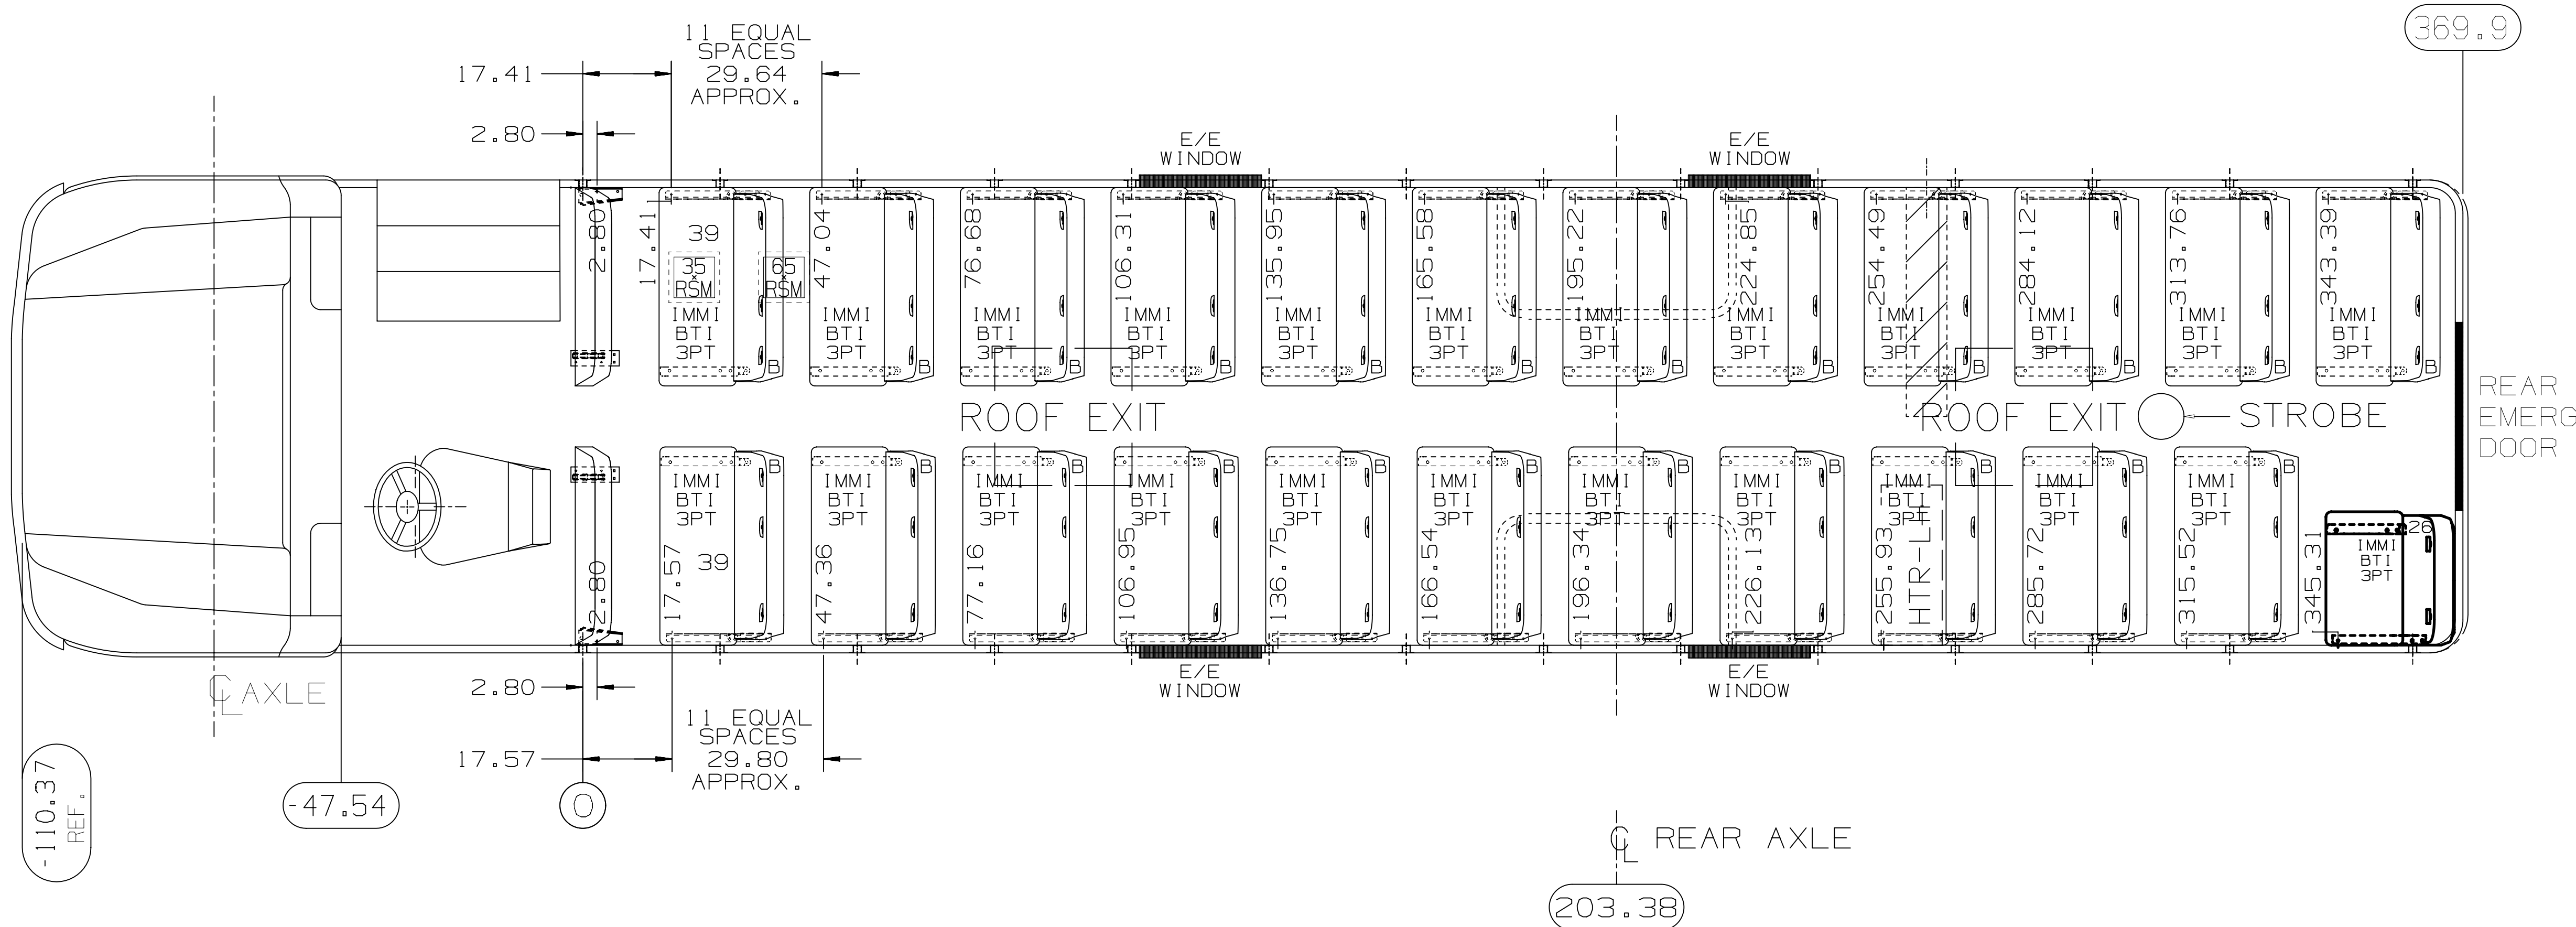 11 EQUAL
SPACES
29.64
APPROX.
17.41
2.80
369.9
E/E
WINDOW
E/E
WINDOW
2.80
17.41
39
35
RSM
65
RSM
47.04
76.68
106.31
135.95
165.58
195.22
224.85
254.49
284.12
313.76
343.39
IMMI
BTI
3PT
B
IMMI
BTI
3PT
B
IMMI
BTI
3PT
B
IMMI
BTI
3PT
B
IMMI
BTI
3PT
B
IMMI
BTI
3PT
B
IMMI
BTI
3PT
B
IMMI
BTI
3PT
B
IMMI
BTI
3PT
B
IMMI
BTI
3PT
B
IMMI
BTI
3PT
B
IMMI
BTI
3PT
B
ROOF EXIT
ROOF EXIT
STROBE
REAR
EMERG
DOOR
B
IMMI
BTI
3PT
B
IMMI
BTI
3PT
B
IMMI
BTI
3PT
B
IMMI
BTI
3PT
B
IMMI
BTI
3PT
B
IMMI
BTI
3PT
B
IMMI
BTI
3PT
B
IMMI
BTI
3PT
B
IMMI
BTI
3PT
B
IMMI
BTI
3PT
B
IMMI
BTI
3PT
26
IMMI
BTI
3PT
2.80
17.57
39
47.36
77.16
106.95
136.75
166.54
196.34
226.13
255.93
HTR-LH
285.72
315.52
345.31
E/E
WINDOW
E/E
WINDOW
CL AXLE
2.80
11 EQUAL
SPACES
29.80
APPROX.
17.57
-110.37
REF.
-47.54
0
CL REAR AXLE
203.38